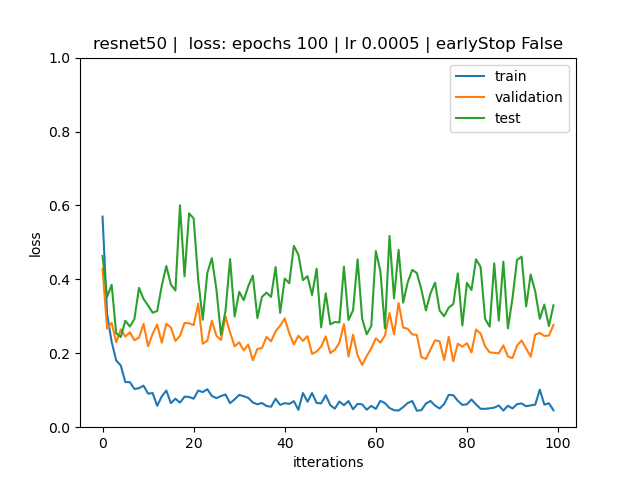 resnet50 |  loss: epochs 100 | lr 0.0005 | earlyStop False
1.0
0.8
0.6
0.4
0.2
0.0
loss
train
validation
test
0
20
40
60
80
100
itterations